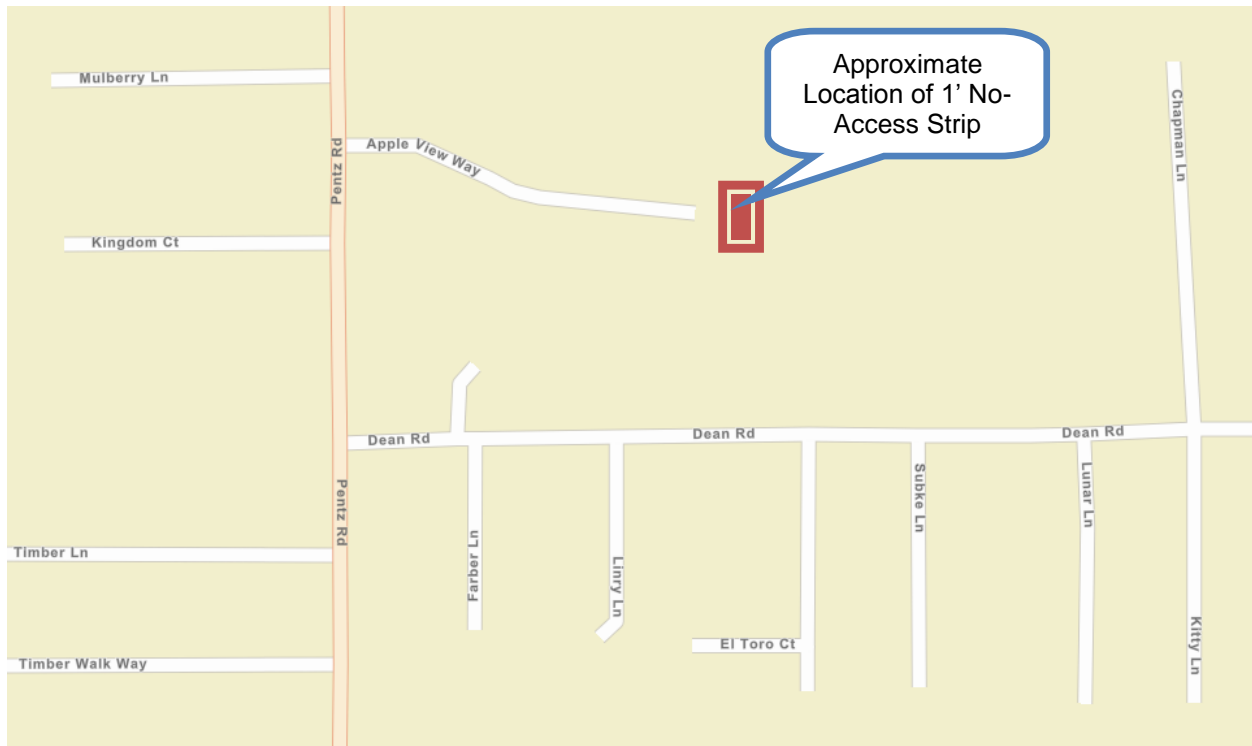 Approximate
Location of 1’ No-
Access Strip
Mulberry Ln
Pentz Rd
Apple View Way
Chapman Ln
Kingdom Ct
Dean Rd
Dean Rd
Dean Rd
Pentz Rd
Subke Ln
Lunar Ln
Timber Ln
Farber Ln
Linry Ln
El Toro Ct
Kitty Ln
Timber Walk Way